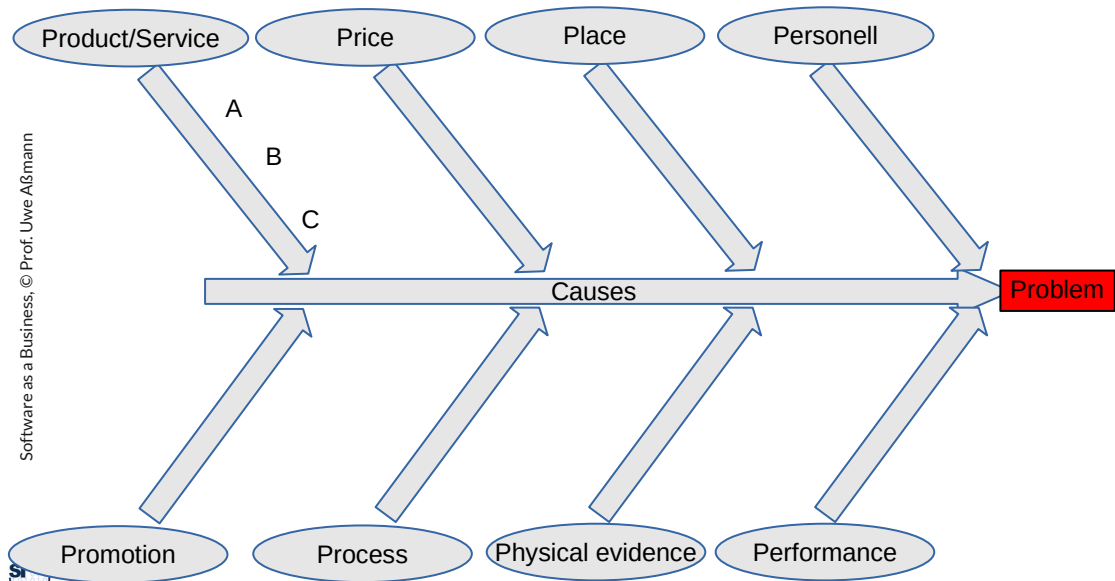 Product/Service
Price
Place
Personell
A
B
C
Software as a Business, © Prof. Uwe Aßmann
Causes
Problem
Promotion
Process
Physical evidence
Performance